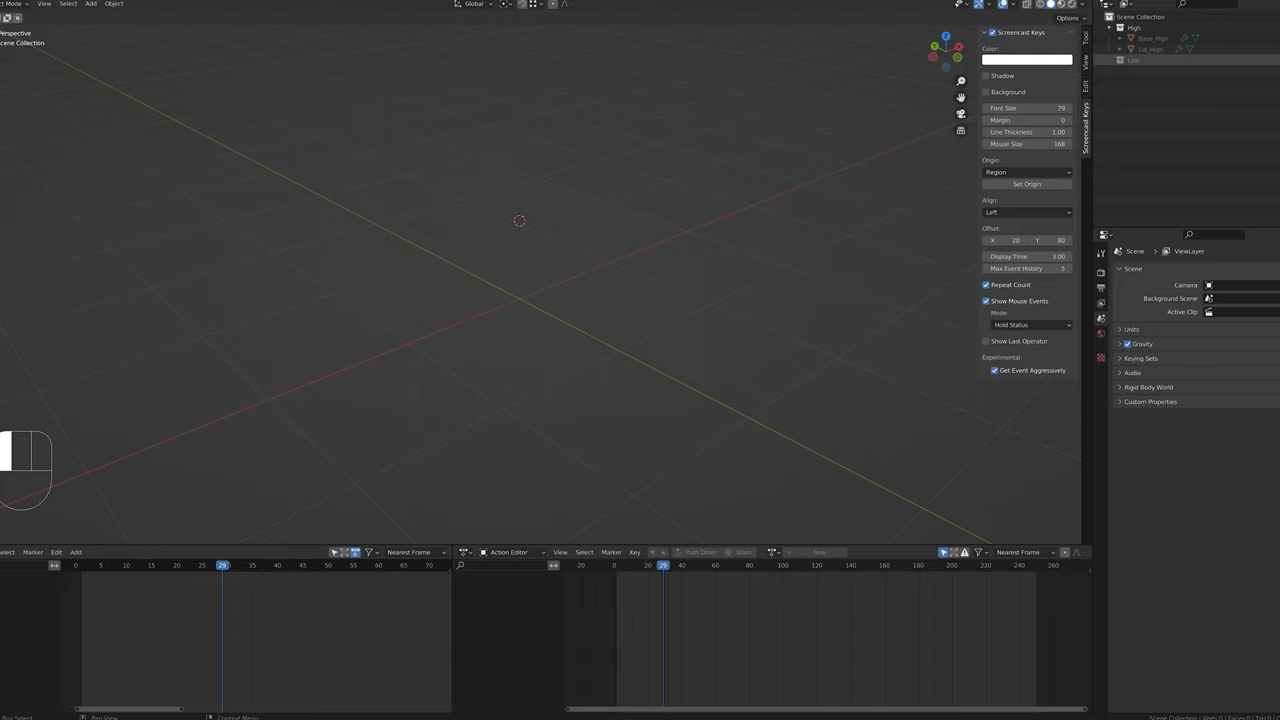 Mode
Select
Add
Object
Global
Options
Perspective
Scene Collection
Screencast Keys
Color:
Shadow
Background
Font Size 79
Margin 0
Line Thickness 1.00
Mouse Size 168
Origin:
Region
Set Origin
Align:
Left
Offset:
X 20 Y 80
Display Time 3.00
Max Event History 5
Repeat Count
Show Mouse Events
Mode:
Hold Status
Show Last Operator
Experimental:
Get Event Aggressively
Tool
View
Edit
Screencast Keys
Z
Y
X
Scene Collection
High
Base_High
Lid_High
Low
Scene > ViewLayer
Scene
Camera
Background Scene
Active Clip
Units
Gravity
Keying Sets
Audio
Rigid Body World
Custom Properties
elect Marker Edit Add Nearest Frame
0 5 10 15 20 25 29 35 40 45 50 55 60 65 70
Action Editor View Select Marker Key Push Down Stash New Nearest Frame
-20 0 20 29 40 60 80 100 120 140 160 180 200 220 240 260
Box Select Pan View Context Menu